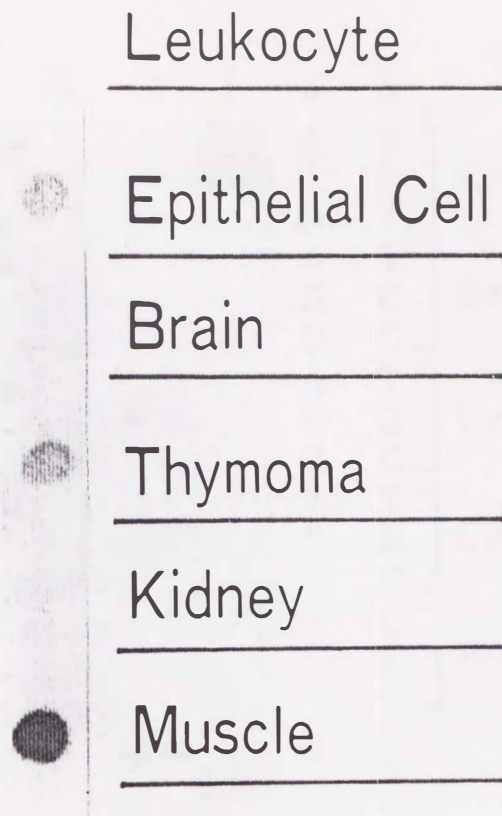 Leukocyte
Epithelial Cell
Brain
Thymoma
Kidney
Muscle